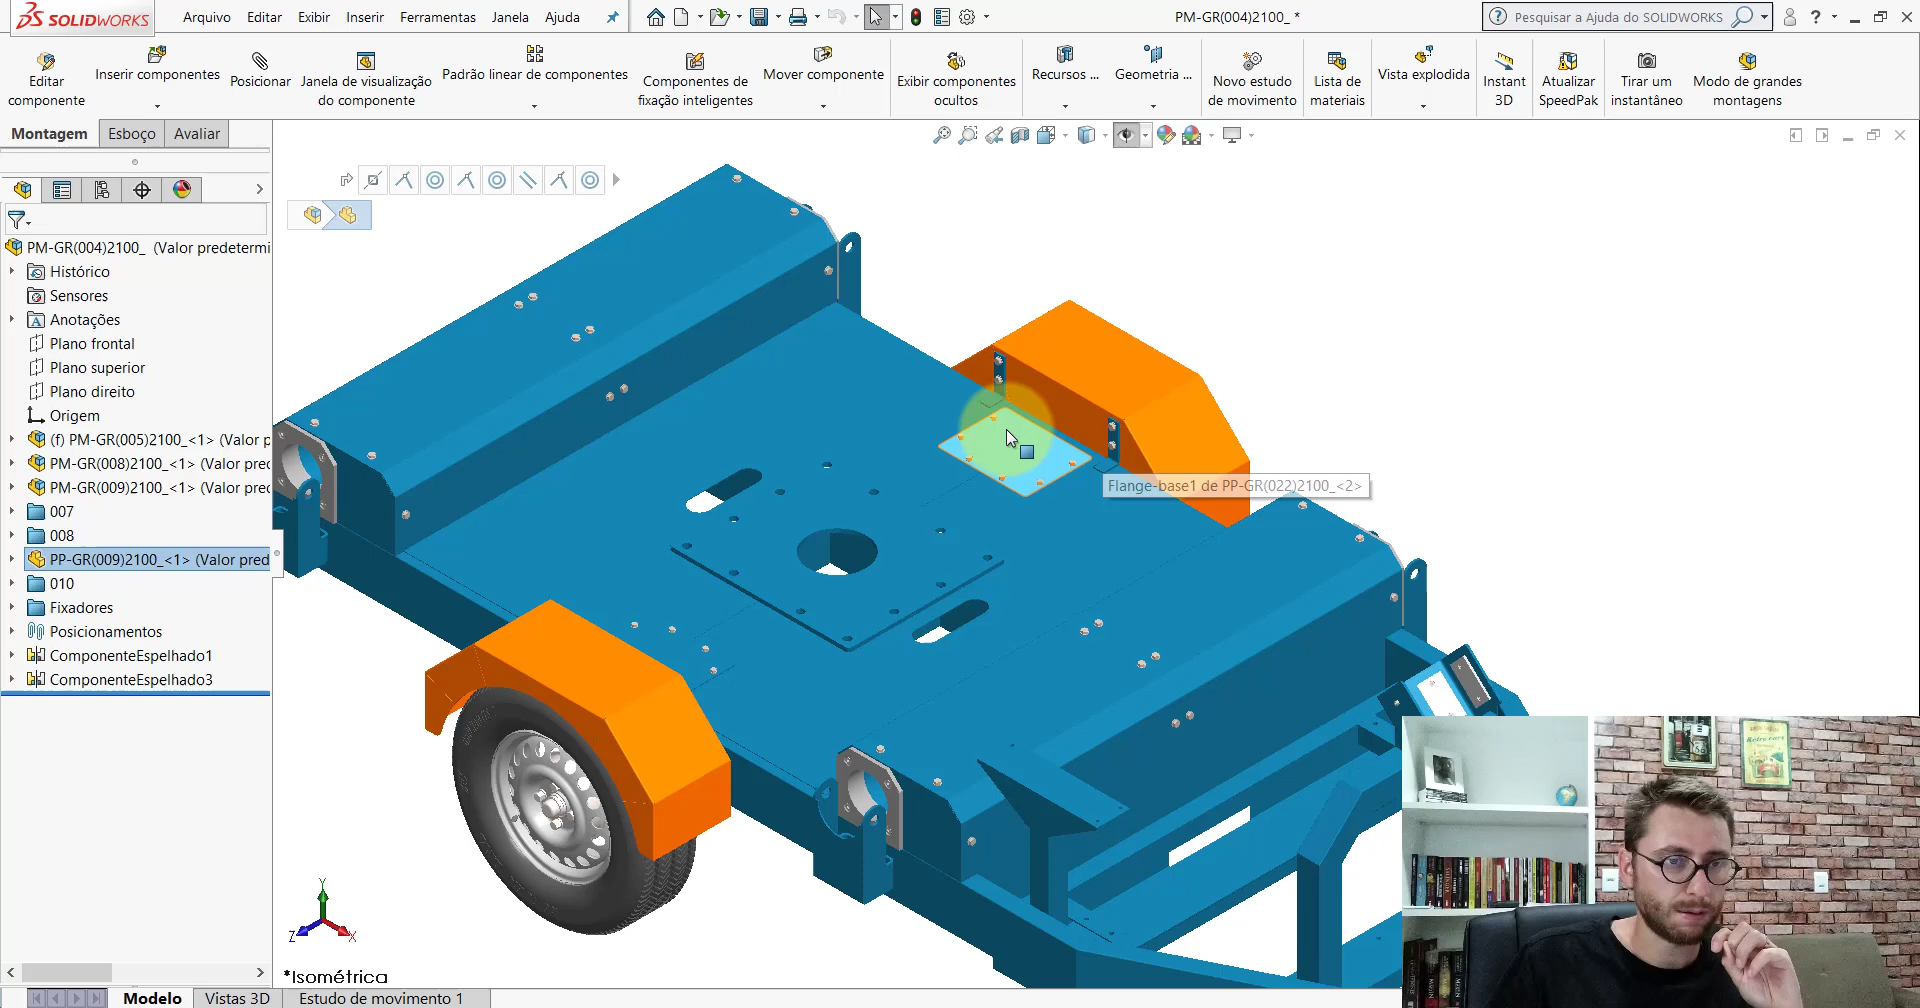 SOLIDWORKS
Arquivo Editar Exibir Inserir Ferramentas Janela Ajuda
PM-GR(004)2100_ *
Pesquisar a Ajuda do SOLIDWORKS
Editar
componente
Inserir componentes
Posicionar
Janela de visualização
do componente
Padrão linear de componentes
Componentes de
fixação inteligentes
Mover componente
Exibir componentes
ocultos
Recursos ...
Geometria ...
Novo estudo
de movimento
Lista de
materiais
Vista explodida
Instant
3D
Atualizar
SpeedPak
Tirar um
instantâneo
Modo de grandes
montagens
Montagem Esboço Avaliar
PM-GR(004)2100_ (Valor predetermi
Histórico
Sensores
Anotações
Plano frontal
Plano superior
Plano direito
Origem
(f) PM-GR(005)2100_<1> (Valor p
PM-GR(008)2100_<1> (Valor prec
PM-GR(009)2100_<1> (Valor prec
007
008
PP-GR(009)2100_<1> (Valor pred
010
Fixadores
Posicionamentos
ComponenteEspelhado1
ComponenteEspelhado3
Flange-base1 de PP-GR(022)2100_<2>
Y
Z
X
*Isométrica
Modelo Vistas 3D Estudo de movimento 1